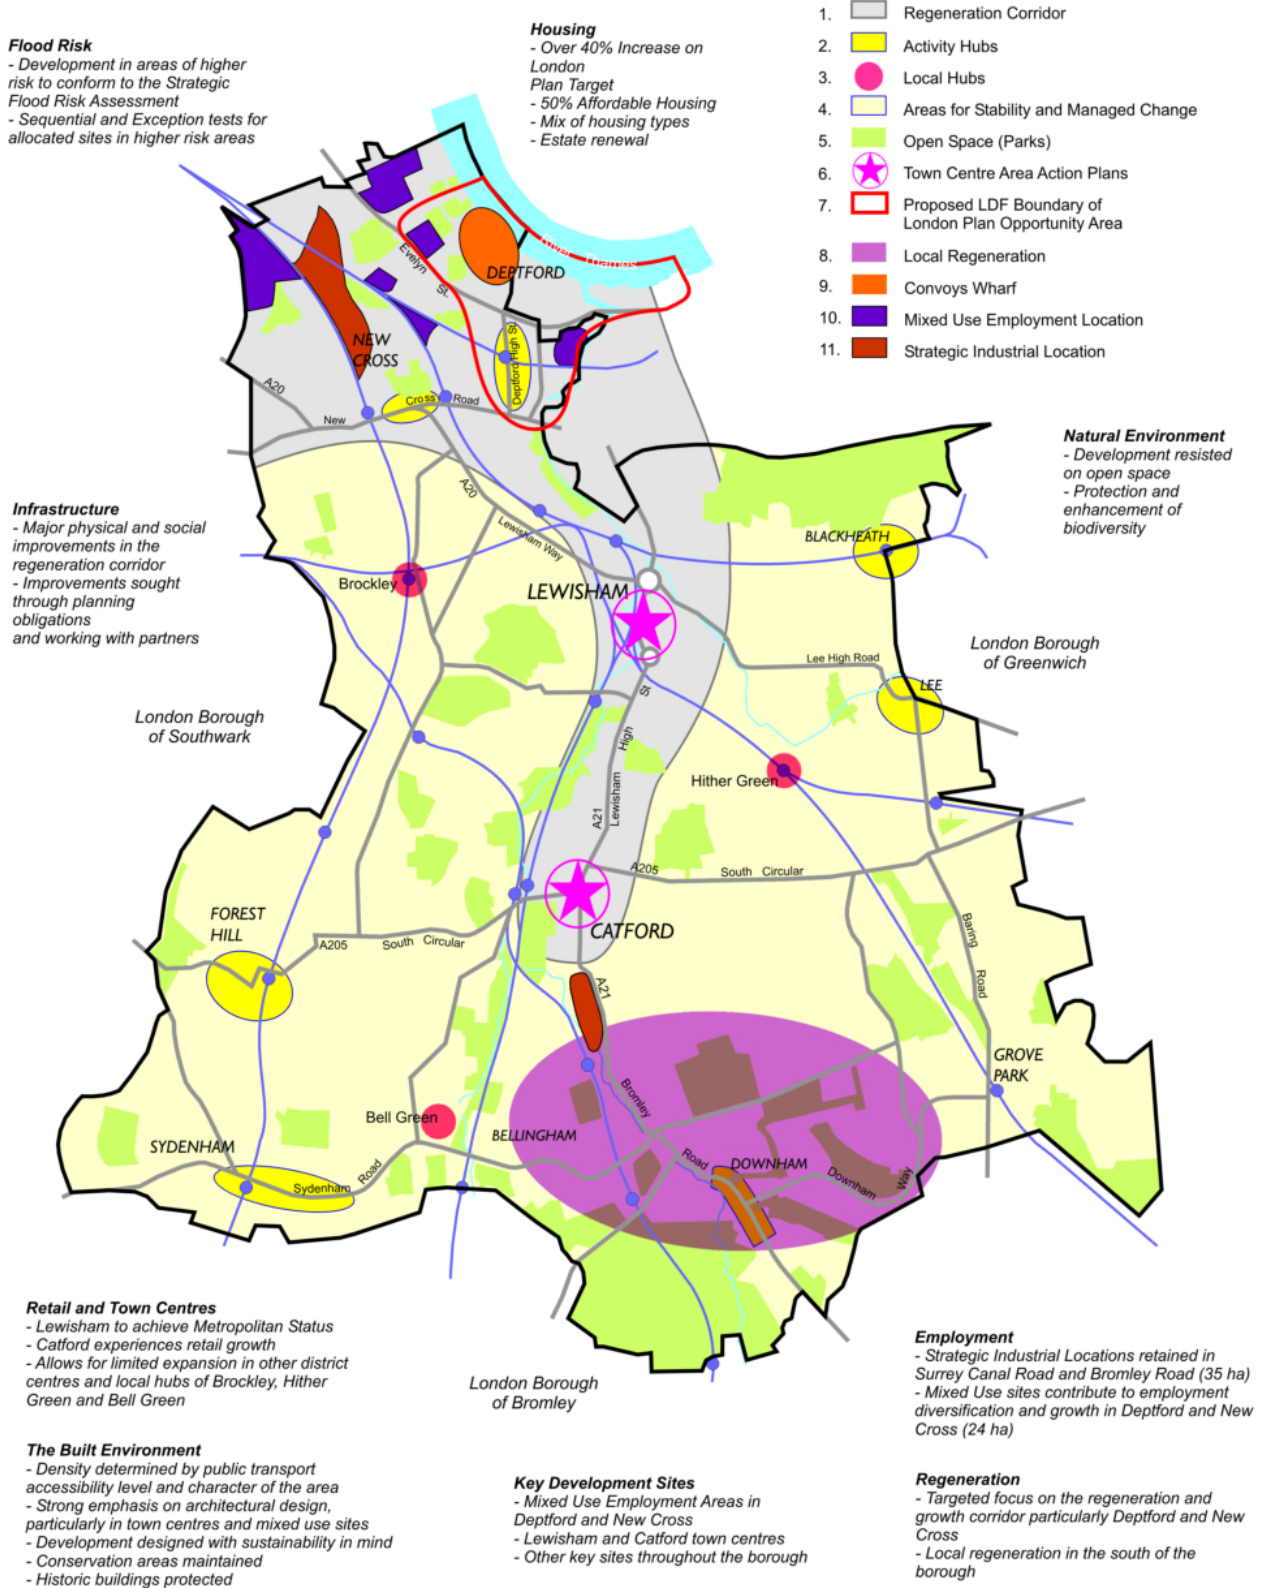 Flood Risk
- Development in areas of higher
risk to conform to the Strategic
Flood Risk Assessment
- Sequential and Exception tests for
allocated sites in higher risk areas
Housing
- Over 40% Increase on
London
Plan Target
- 50% Affordable Housing
- Mix of housing types
- Estate renewal
1. Regeneration Corridor
2. Activity Hubs
3. Local Hubs
4. Areas for Stability and Managed Change
5. Open Space (Parks)
6. Town Centre Area Action Plans
7. Proposed LDF Boundary of
London Plan Opportunity Area
8. Local Regeneration
9. Convoys Wharf
10. Mixed Use Employment Location
11. Strategic Industrial Location
River Thames
Evelyn
St.
DEPTFORD
NEW
CROSS
Deptford High St
A20
New
Cross
Road
A20
Lewisham Way
Natural Environment
- Development resisted
on open space
- Protection and
enhancement of
biodiversity
Infrastructure
- Major physical and social
improvements in the
regeneration corridor
- Improvements sought
through planning
obligations
and working with partners
BLACKHEATH
Brockley
LEWISHAM
London Borough
of Greenwich
Lee High Road
LEE
London Borough
of Southwark
St
High
Lewisham
A21
Hither Green
A205
South Circular
FOREST
HILL
A205
South Circular
CATFORD
Baring
Road
A21
GROVE
PARK
Bromley
Bell Green
BELLINGHAM
SYDENHAM
Road
DOWNHAM
Downham
Way
Sydenham
Road
London Borough
of Bromley
Retail and Town Centres
- Lewisham to achieve Metropolitan Status
- Catford experiences retail growth
- Allows for limited expansion in other district
centres and local hubs of Brockley, Hither
Green and Bell Green
Employment
- Strategic Industrial Locations retained in
Surrey Canal Road and Bromley Road (35 ha)
- Mixed Use sites contribute to employment
diversification and growth in Deptford and New
Cross (24 ha)
The Built Environment
- Density determined by public transport
accessibility level and character of the area
- Strong emphasis on architectural design,
particularly in town centres and mixed use sites
- Development designed with sustainability in mind
- Conservation areas maintained
- Historic buildings protected
Key Development Sites
- Mixed Use Employment Areas in
Deptford and New Cross
- Lewisham and Catford town centres
- Other key sites throughout the borough
Regeneration
- Targeted focus on the regeneration and
growth corridor particularly Deptford and New
Cross
- Local regeneration in the south of the
borough